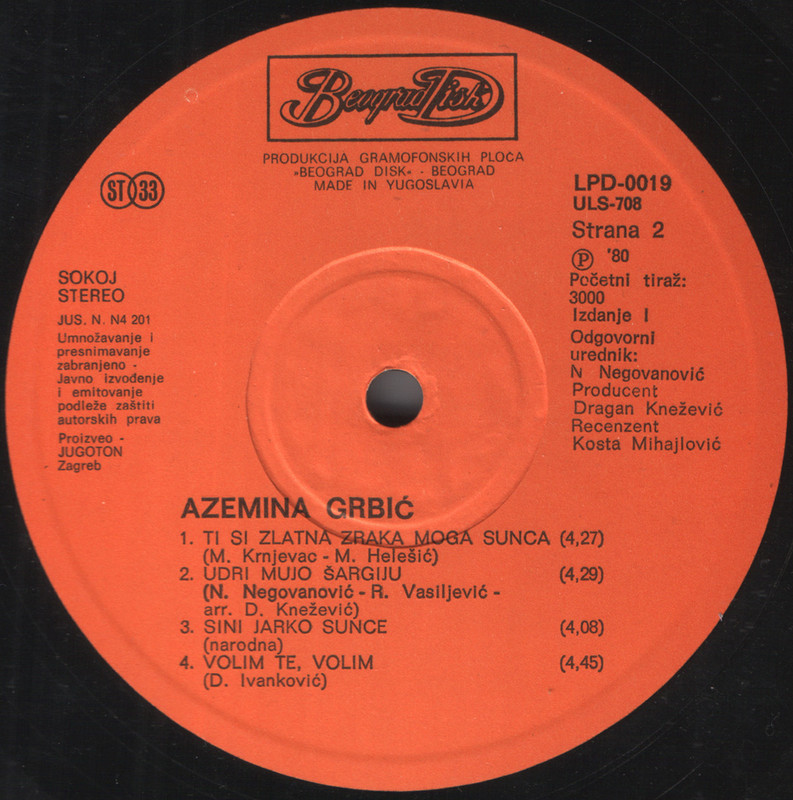 Beograd Disk
PRODUKCIJA GRAMOFONSKIH PLOČA
»BEOGRAD DISK« - BEOGRAD
MADE IN YUGOSLAVIA
ST 33
LPD-0019
ULS-708
Strana 2
Ⓟ '80
Početni tiraž:
3000
Izdanje I
Odgovorni
urednik:
N Negovanović
Producent
Dragan Knežević
Recenzent
Kosta Mihajlović
SOKOJ
STEREO
JUS. N. N4 201
Umnožavanje i
presnimavanje
zabranjeno -
Javno izvođenje
i emitovanje
podleže zaštiti
autorskih prava
Proizveo -
JUGOTON
Zagreb
AZEMINA GRBIĆ
1. TI SI ZLATNA ZRAKA MOGA SUNCA (4,27)
(M. Krnjevac - M. Helešić)
2. UDRI MUJO ŠARGIJU (4,29)
(N. Negovanović - R. Vasiljević -
arr. D. Knežević)
3. SINI JARKO SUNCE (4,08)
(narodna)
4. VOLIM TE, VOLIM (4,45)
(D. Ivanković)